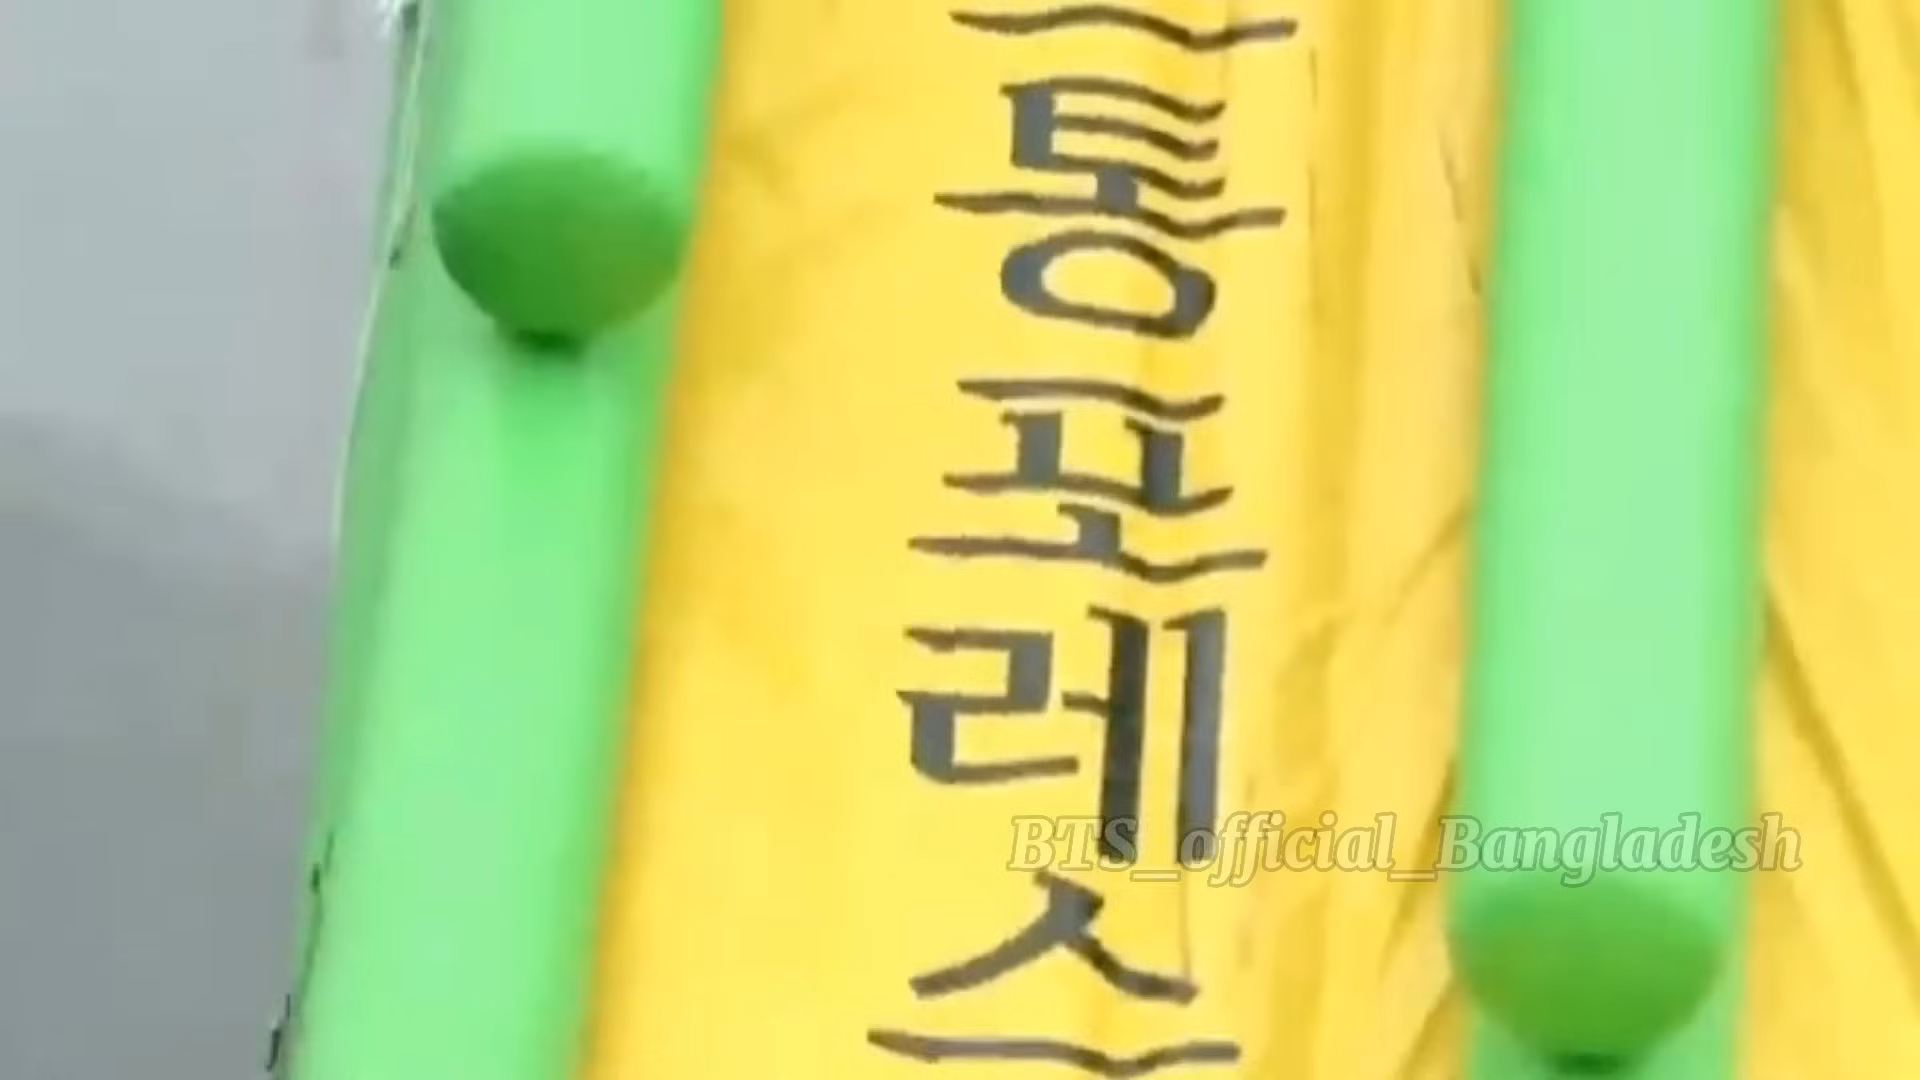 통
포
레
스
BTS_official_Bangladesh